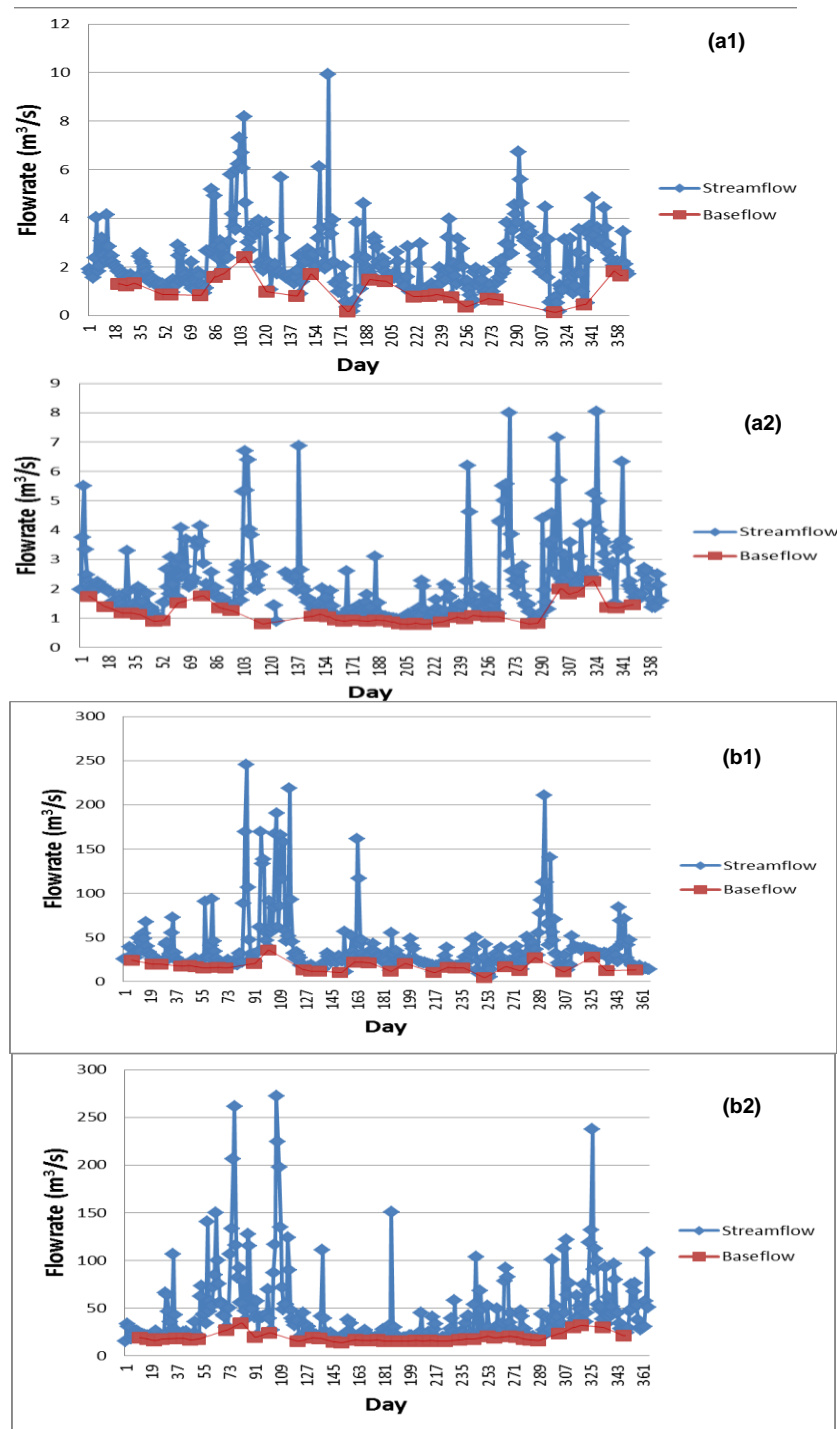 (a1)
12
10
8
6
4
2
0
Flowrate (m³/s)
Streamflow
Baseflow
1 18 35 52 69 86 103 120 137 154 171 188 205 222 239 256 273 290 307 324 341 358
Day
(a2)
9
8
7
6
5
4
3
2
1
0
Flowrate (m³/s)
Streamflow
Baseflow
1 18 35 52 69 86 103 120 137 154 171 188 205 222 239 256 273 290 307 324 341 358
Day
(b1)
300
250
200
150
100
50
0
Flowrate (m³/s)
Streamflow
Baseflow
1 19 37 55 73 91 109 127 145 163 181 199 217 235 253 271 289 307 325 343 361
Day
(b2)
300
250
200
150
100
50
0
Flowrate (m³/s)
Streamflow
Baseflow
1 19 37 55 73 91 109 127 145 163 181 199 217 235 253 271 289 307 325 343 361
Day